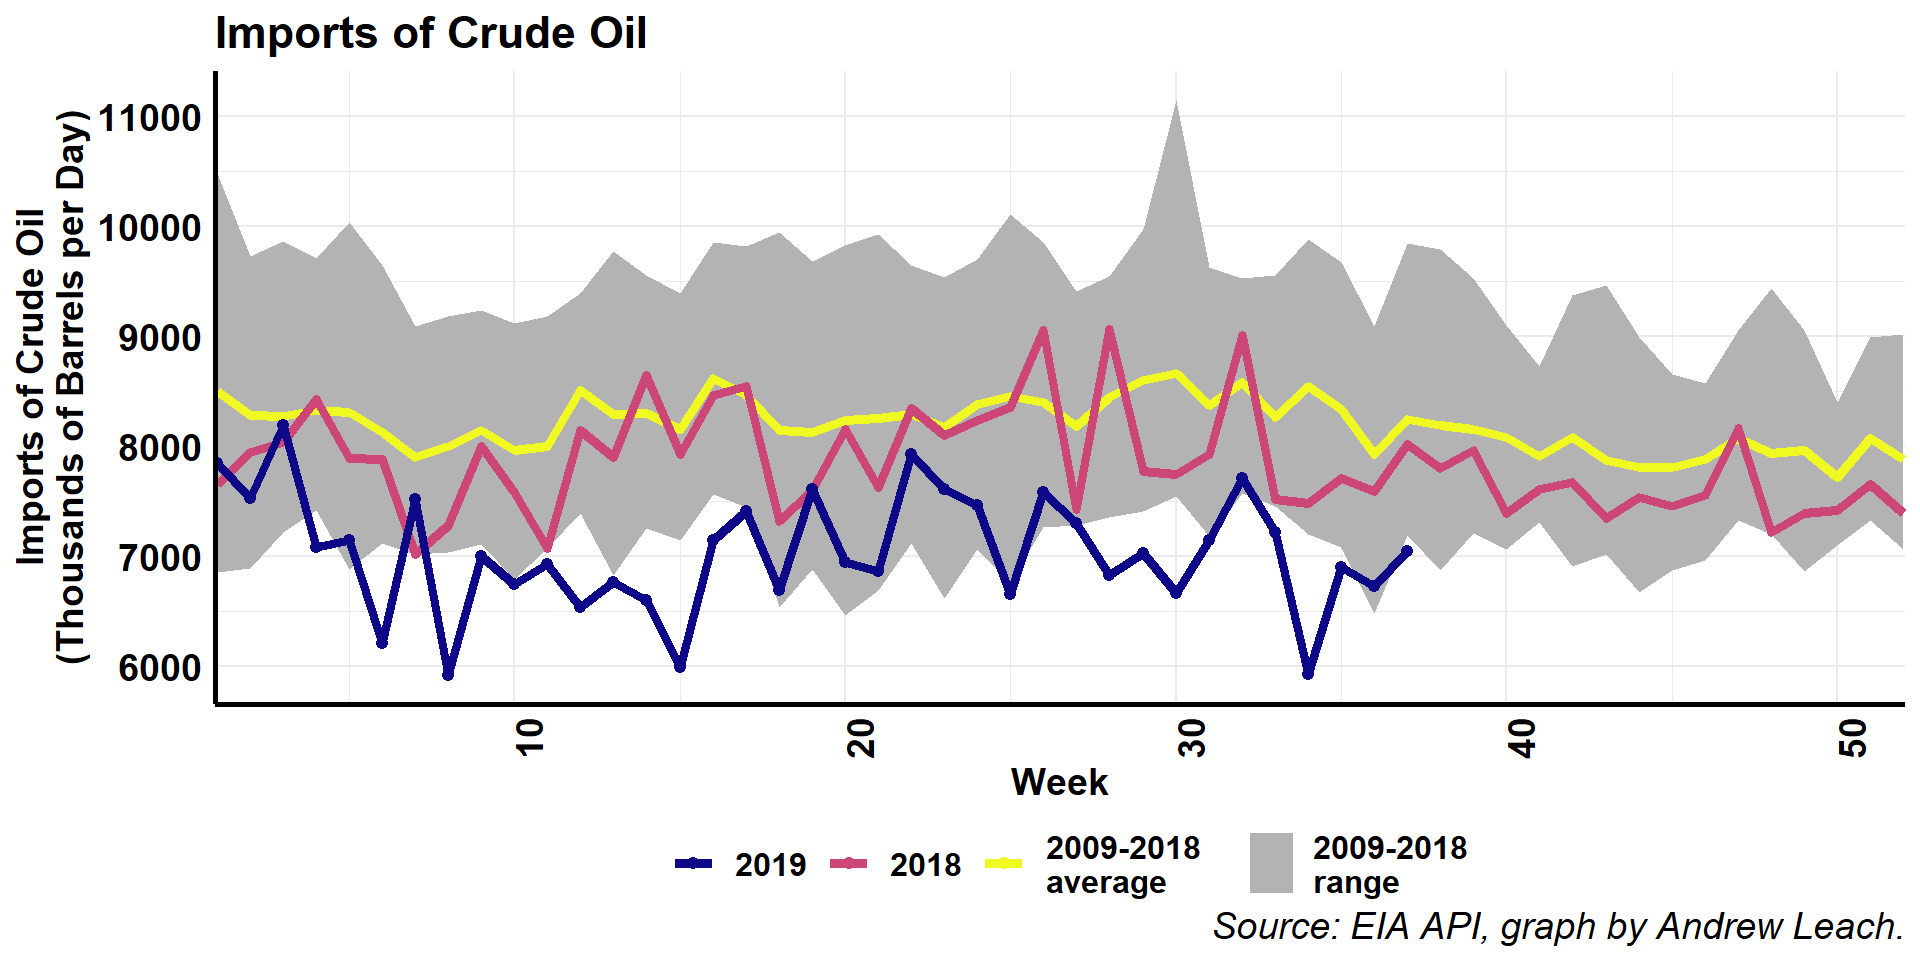 Imports of Crude Oil
Imports of Crude Oil
(Thousands of Barrels per Day)
11000
10000
9000
8000
7000
6000
10
20
30
40
50
Week
2019
2018
2009-2018
average
2009-2018
range
Source: EIA API, graph by Andrew Leach.